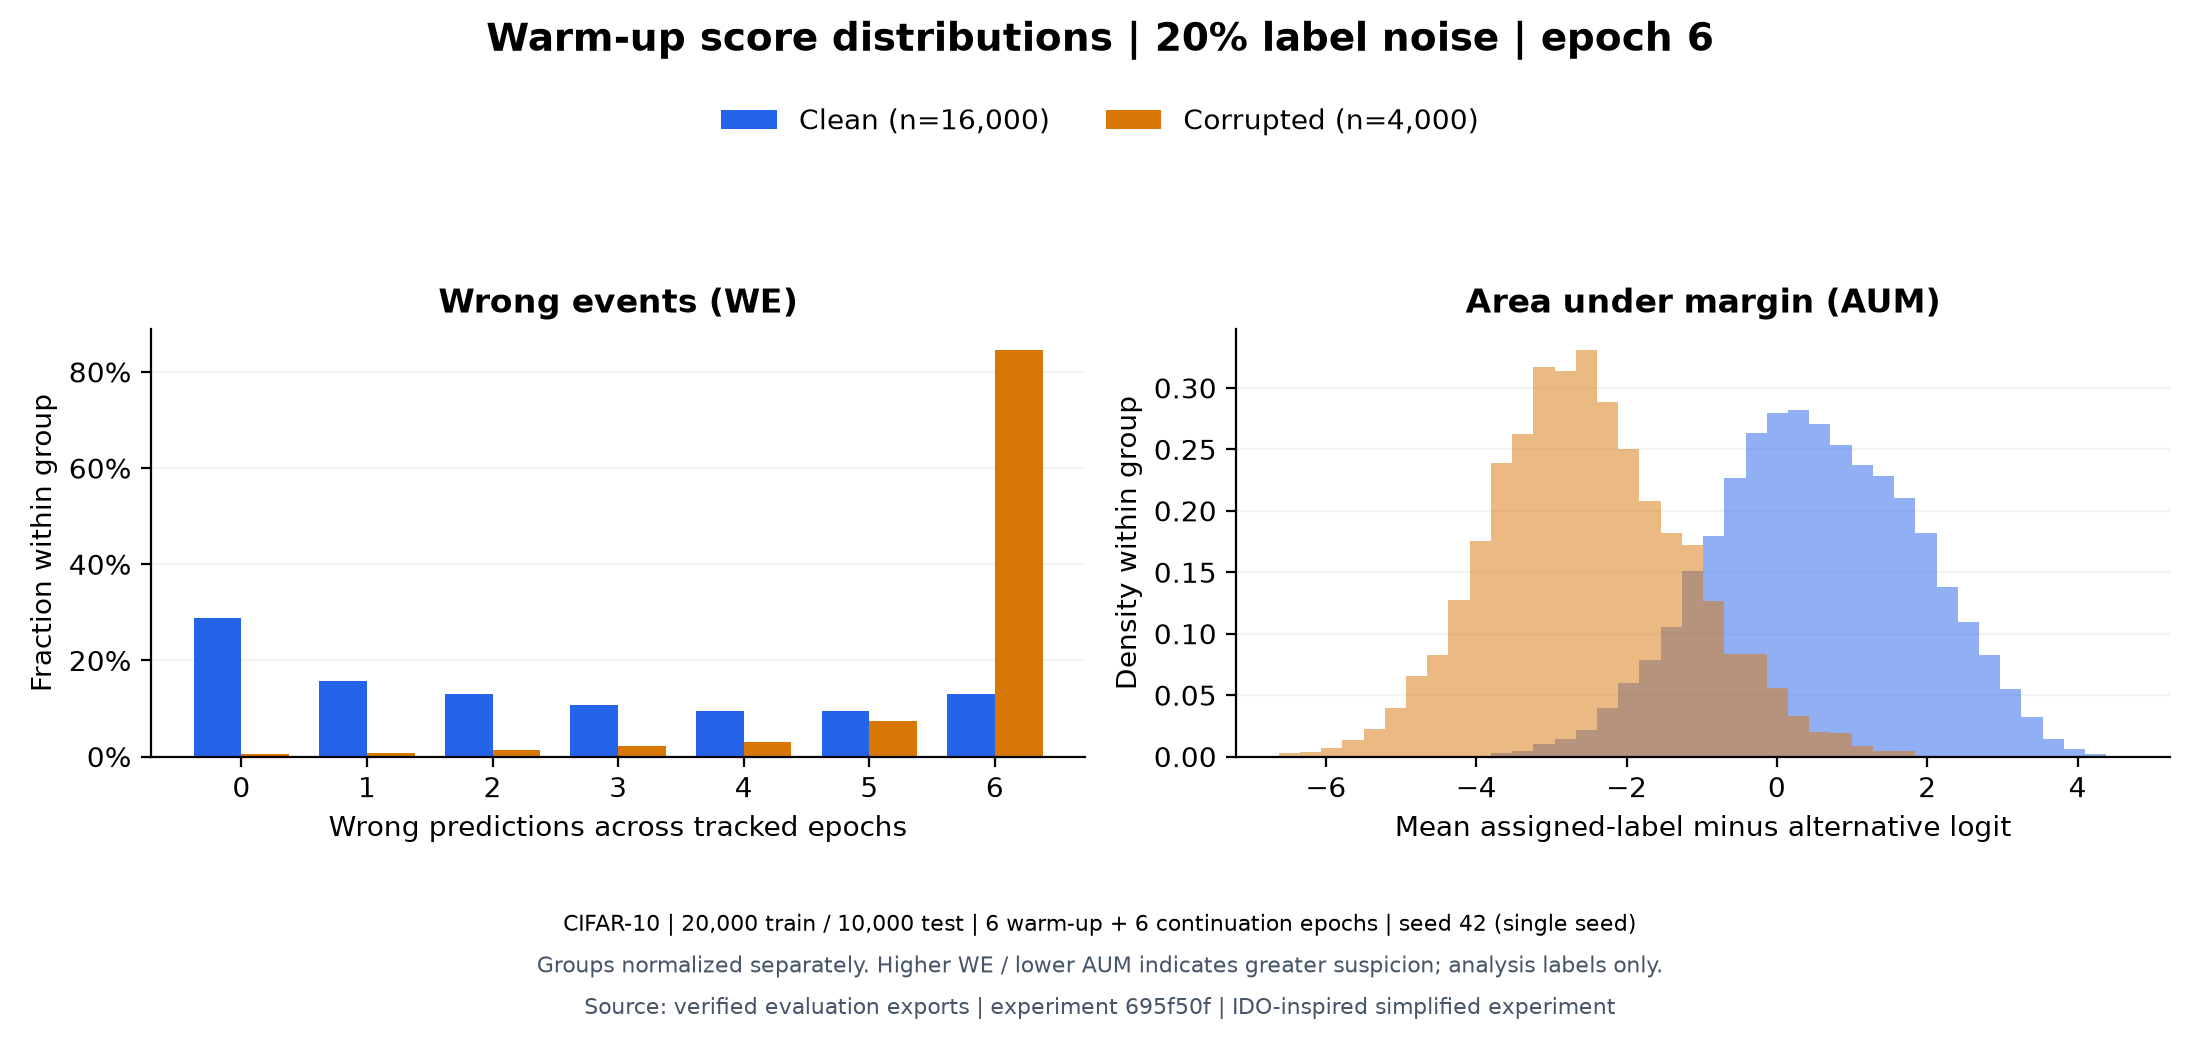 Warm-up score distributions | 20% label noise | epoch 6
Clean (n=16,000)
Corrupted (n=4,000)
Wrong events (WE)
Fraction within group
80%
60%
40%
20%
0%
0 1 2 3 4 5 6
Wrong predictions across tracked epochs
Area under margin (AUM)
Density within group
0.30
0.25
0.20
0.15
0.10
0.05
0.00
−6 −4 −2 0 2 4
Mean assigned-label minus alternative logit
CIFAR-10 | 20,000 train / 10,000 test | 6 warm-up + 6 continuation epochs | seed 42 (single seed)
Groups normalized separately. Higher WE / lower AUM indicates greater suspicion; analysis labels only.
Source: verified evaluation exports | experiment 695f50f | IDO-inspired simplified experiment